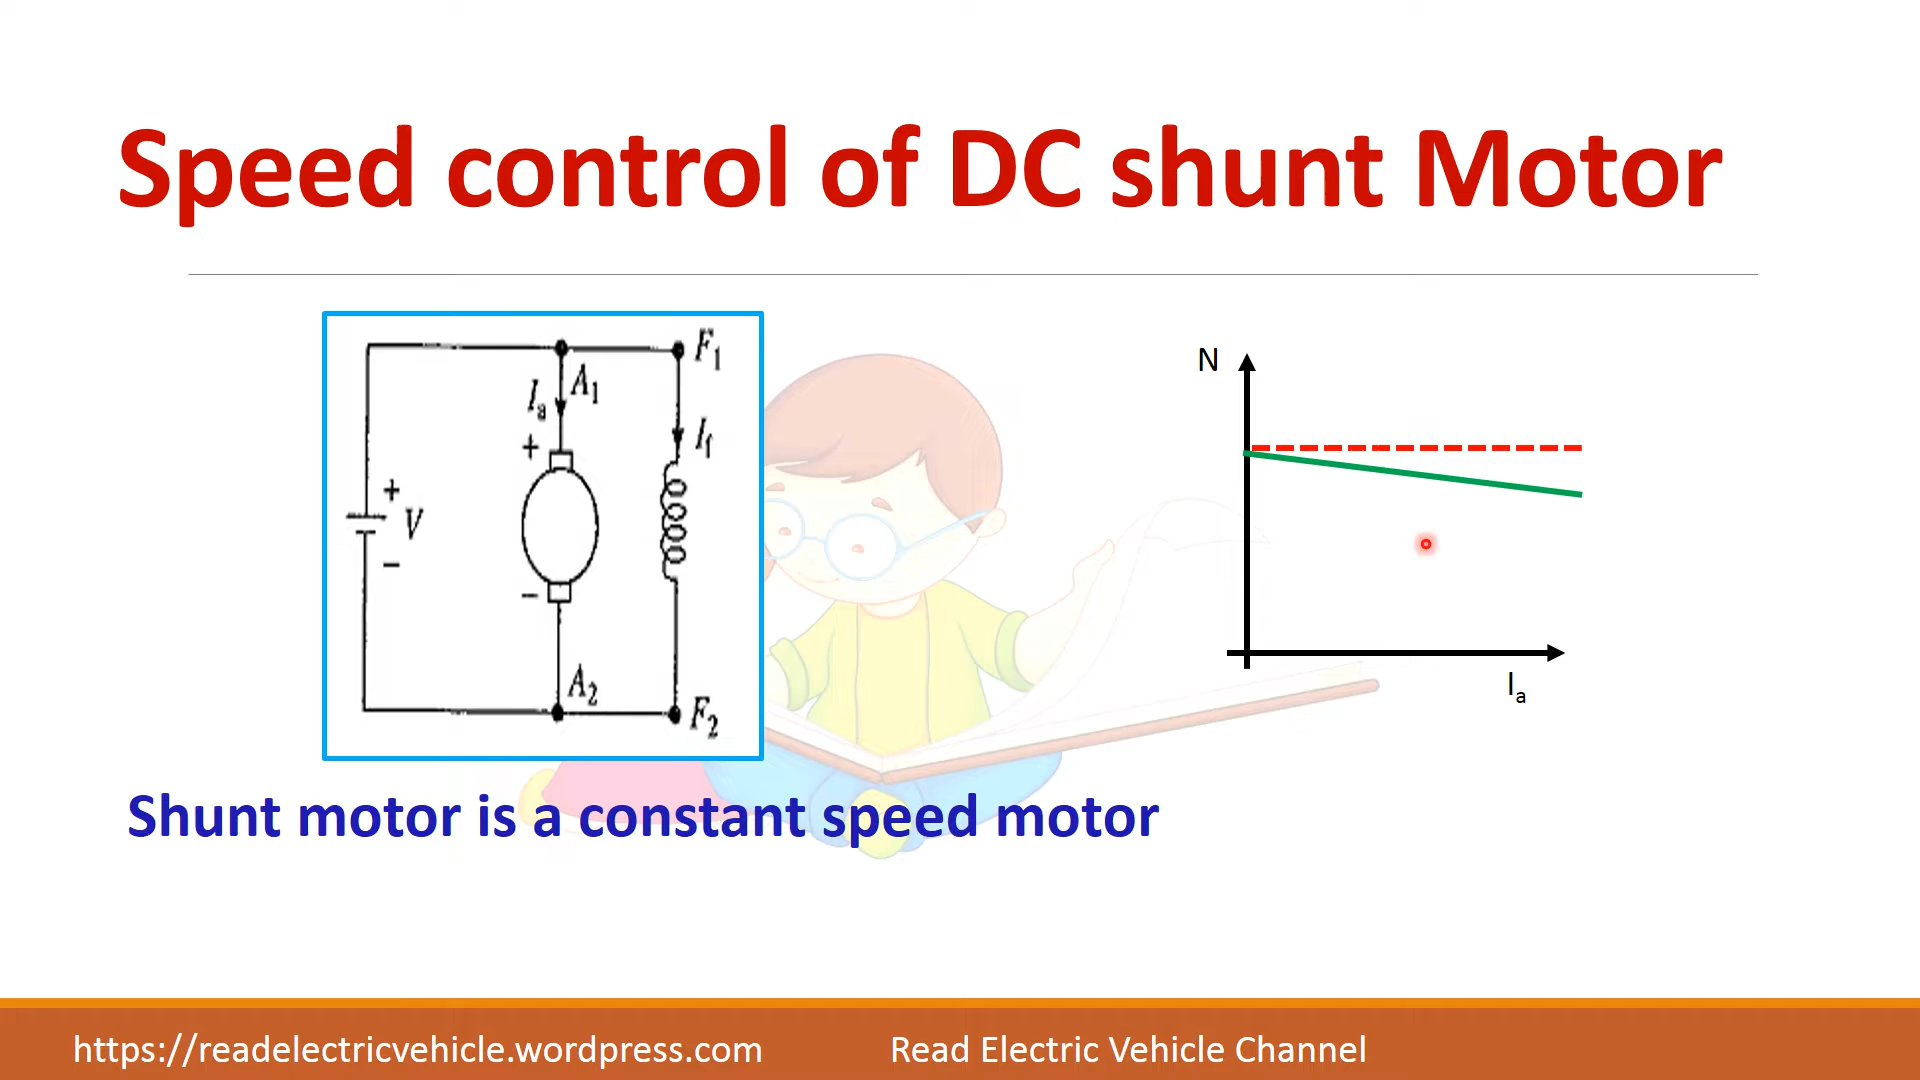 Speed control of DC shunt Motor
F1
A1
Ia
+
If
+
V
-
-
A2
F2
N
Ia
Shunt motor is a constant speed motor
https://readelectricvehicle.wordpress.com
Read Electric Vehicle Channel